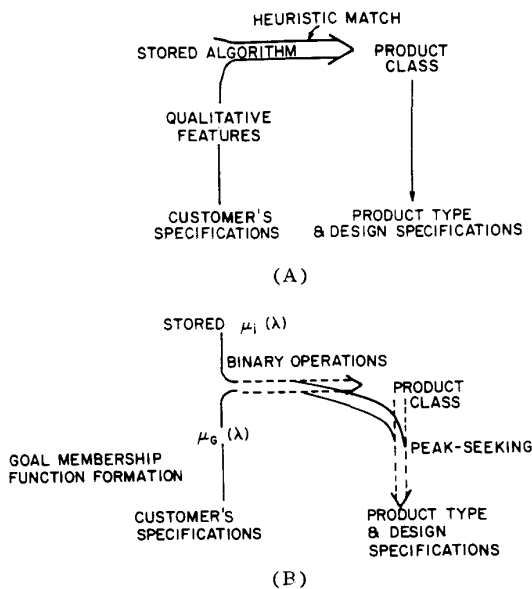 HEURISTIC MATCH
STORED ALGORITHM
PRODUCT
CLASS
QUALITATIVE
FEATURES
CUSTOMER'S
SPECIFICATIONS
PRODUCT TYPE
& DESIGN SPECIFICATIONS
(A)
STORED μi (λ)
BINARY OPERATIONS
PRODUCT
CLASS
μG (λ)
PEAK-SEEKING
GOAL MEMBERSHIP
FUNCTION FORMATION
CUSTOMER'S
SPECIFICATIONS
PRODUCT TYPE
& DESIGN
SPECIFICATIONS
(B)